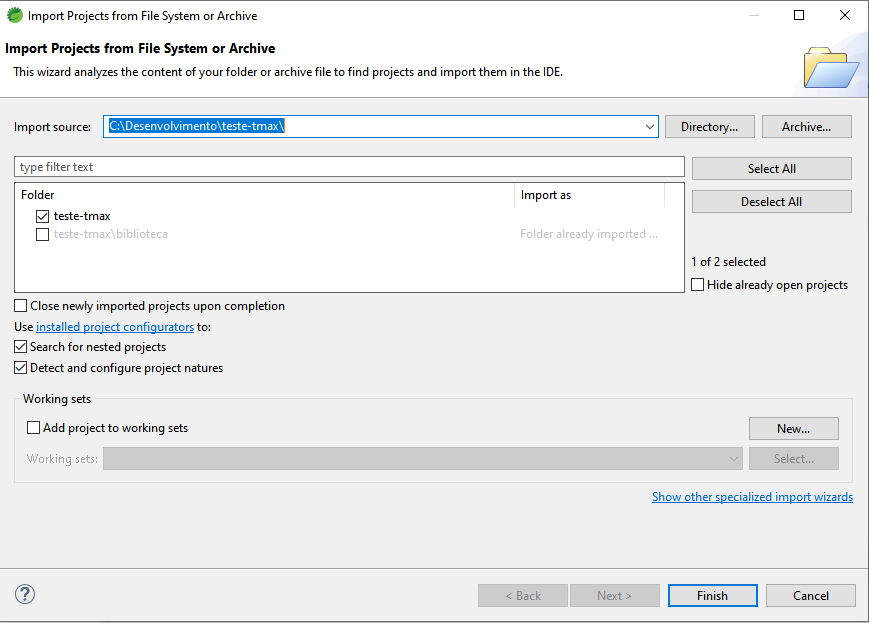 Import Projects from File System or Archive
Import Projects from File System or Archive
This wizard analyzes the content of your folder or archive file to find projects and import them in the IDE.
Import source: C:\Desenvolvimento\teste-tmax\ Directory... Archive...
type filter text Select All
Folder Import as
Deselect All
teste-tmax
teste-tmax\biblioteca Folder already imported ...
1 of 2 selected
Hide already open projects
Close newly imported projects upon completion
Use installed project configurators to:
Search for nested projects
Detect and configure project natures
Working sets
Add project to working sets New...
Working sets: Select...
Show other specialized import wizards
? < Back Next > Finish Cancel